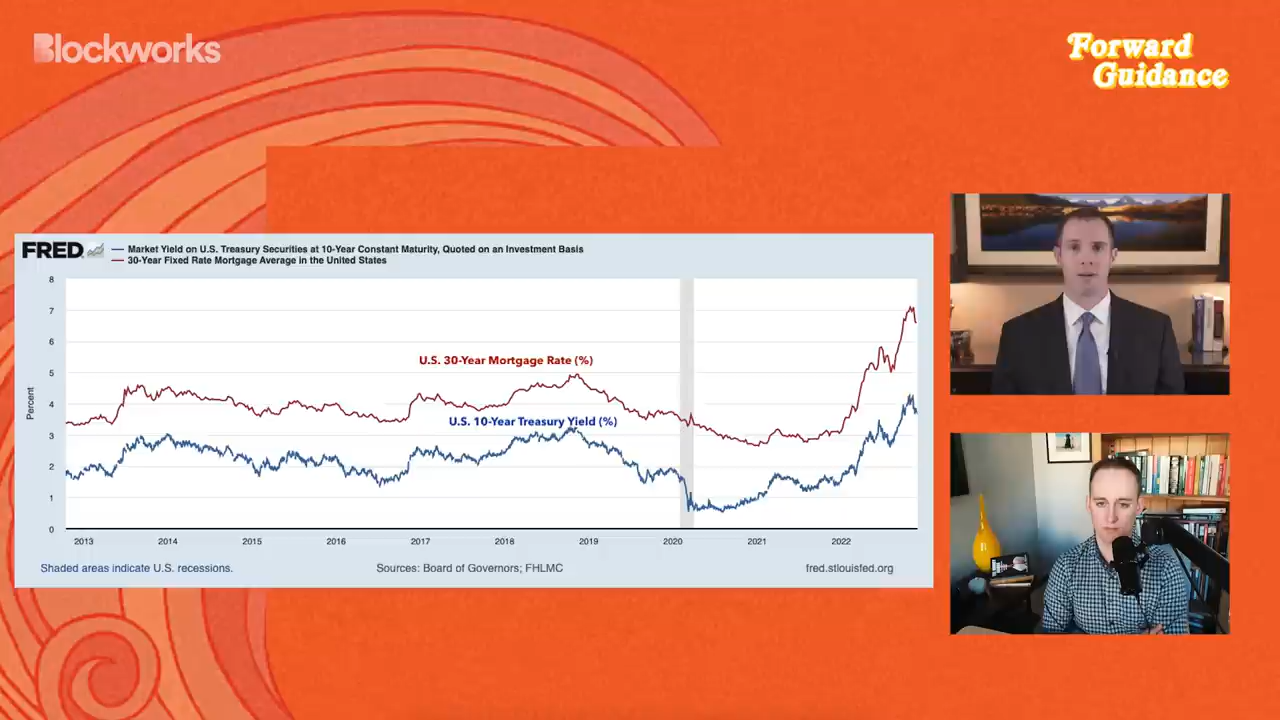 Blockworks
Forward
Guidance
FRED
Market Yield on U.S. Treasury Securities at 10-Year Constant Maturity, Quoted on an Investment Basis
30-Year Fixed Rate Mortgage Average in the United States
8
7
6
5
4
3
2
1
0
Percent
U.S. 30-Year Mortgage Rate (%)
U.S. 10-Year Treasury Yield (%)
2013 2014 2015 2016 2017 2018 2019 2020 2021 2022
Shaded areas indicate U.S. recessions. Sources: Board of Governors; FHLMC fred.stlouisfed.org